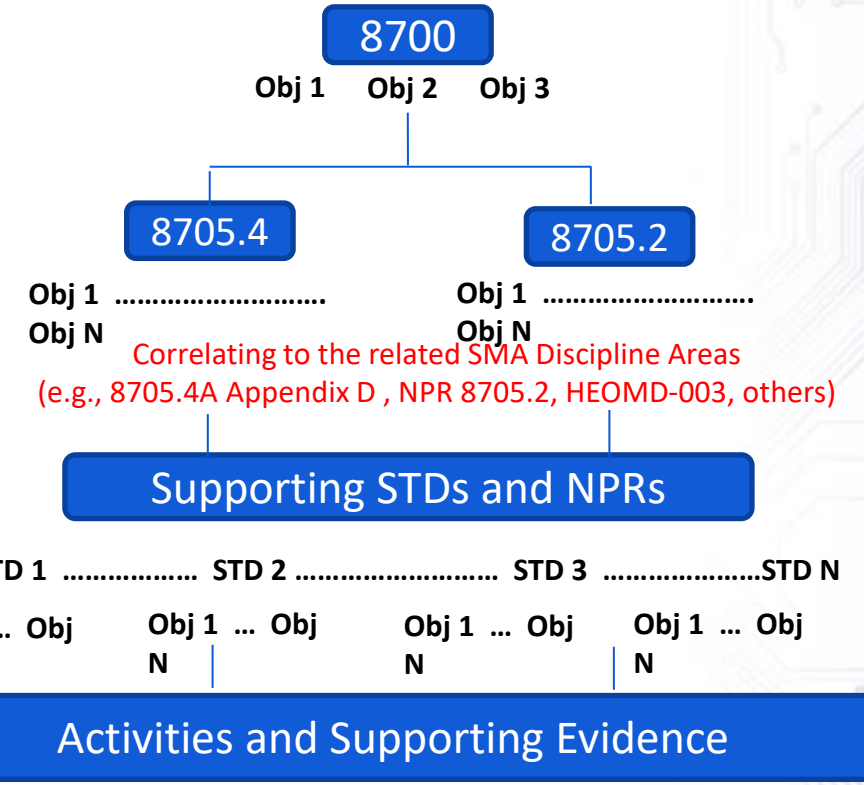 8700
Obj 1 Obj 2 Obj 3
8705.4
8705.2
Obj 1 ……………………….
Obj N
Obj 1 ……………………….
Obj N
Correlating to the related SMA Discipline Areas
(e.g., 8705.4A Appendix D , NPR 8705.2, HEOMD-003, others)
Supporting STDs and NPRs
TD 1 ……………… STD 2 ……………………… STD 3 …………………STD N
.. Obj
Obj 1 … Obj
N
Obj 1 … Obj
N
Obj 1 … Obj
N
Activities and Supporting Evidence